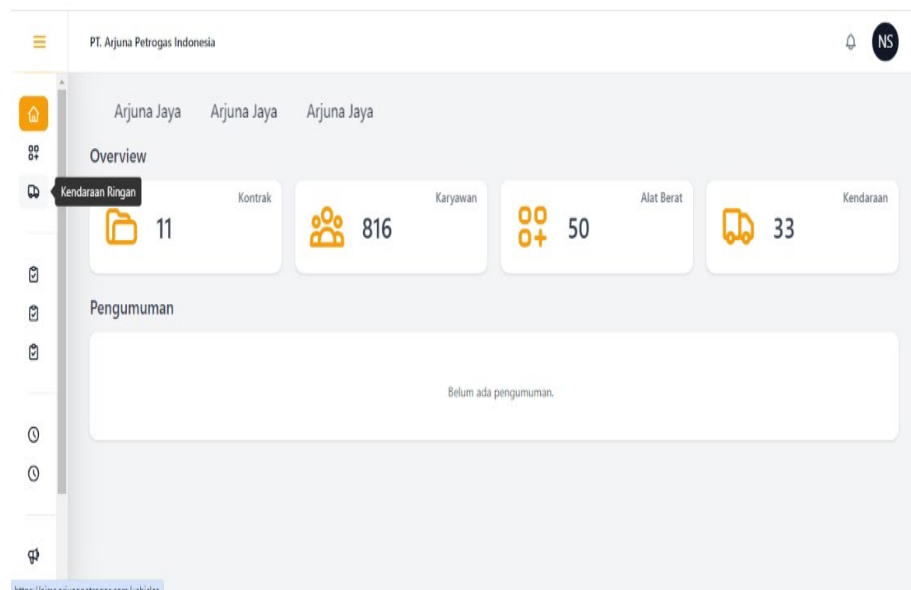 PT. Arjuna Petrogas Indonesia
NS
Arjuna Jaya Arjuna Jaya Arjuna Jaya
Overview
Kendaraan Ringan
Kontrak
11
Karyawan
816
Alat Berat
50
Kendaraan
33
Pengumuman
Belum ada pengumuman.